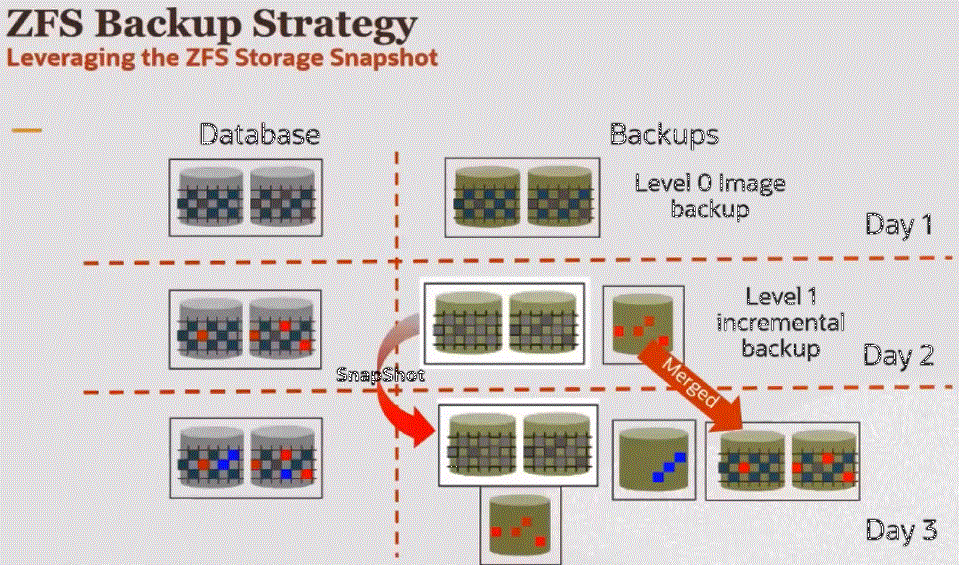 ZFS Backup Strategy
Leveraging the ZFS Storage Snapshot
Database
Backups
Level 0 Image
backup
Day 1
Level 1
incremental
backup
Day 2
SnapShot
Merged
Day 3